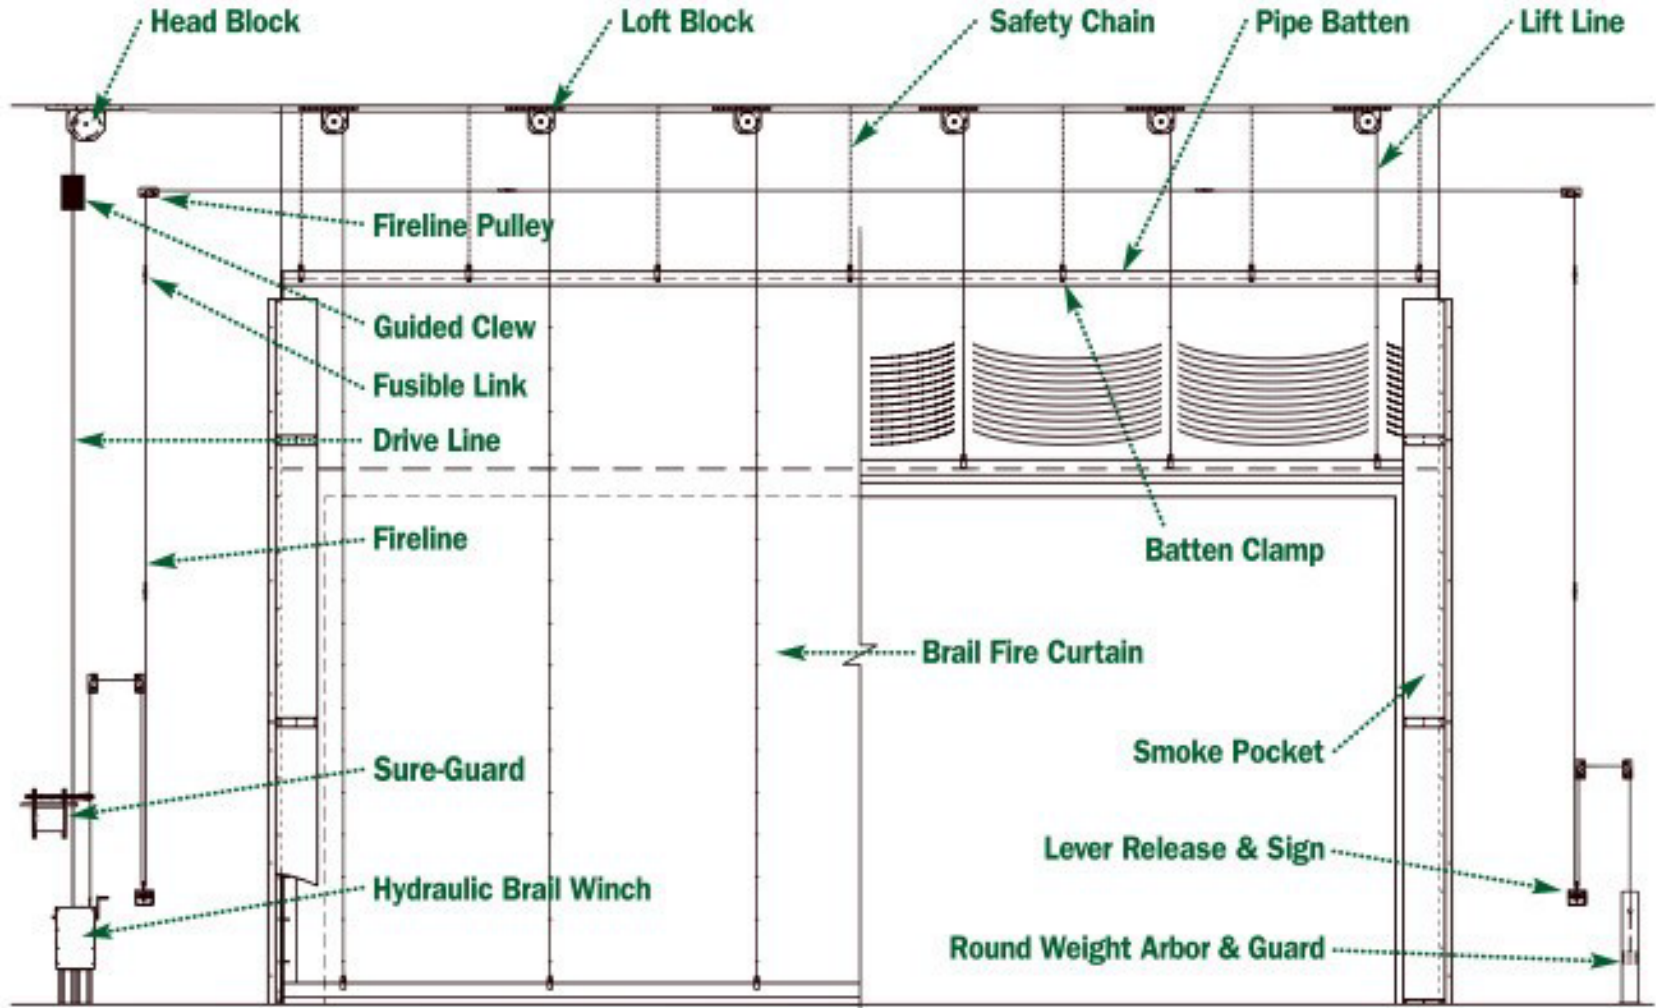 Head Block
Loft Block
Safety Chain
Pipe Batten
Lift Line
Fireline Pulley
Guided Clew
Fusible Link
Drive Line
Fireline
Batten Clamp
Brail Fire Curtain
Smoke Pocket
Sure-Guard
Lever Release & Sign
Hydraulic Brail Winch
Round Weight Arbor & Guard